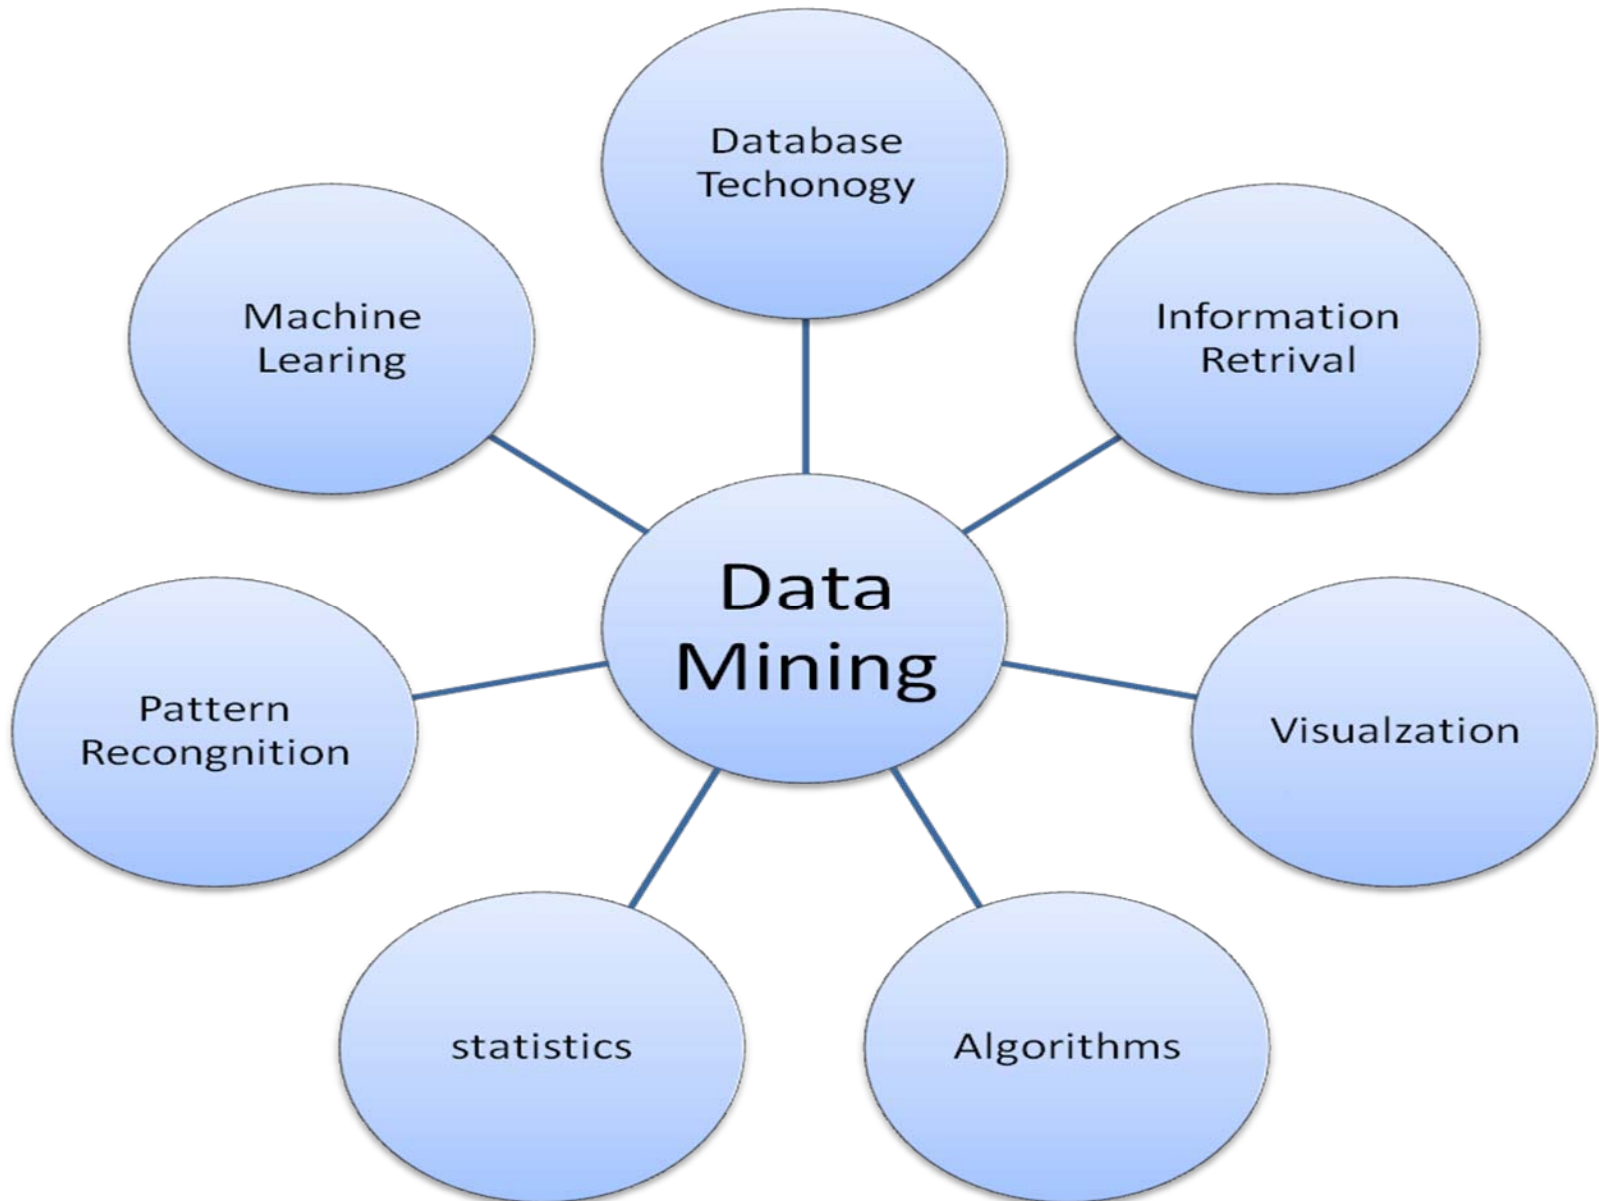 Database
Techonogy
Machine
Learing
Information
Retrival
Data
Mining
Pattern
Recongnition
Visualzation
statistics
Algorithms